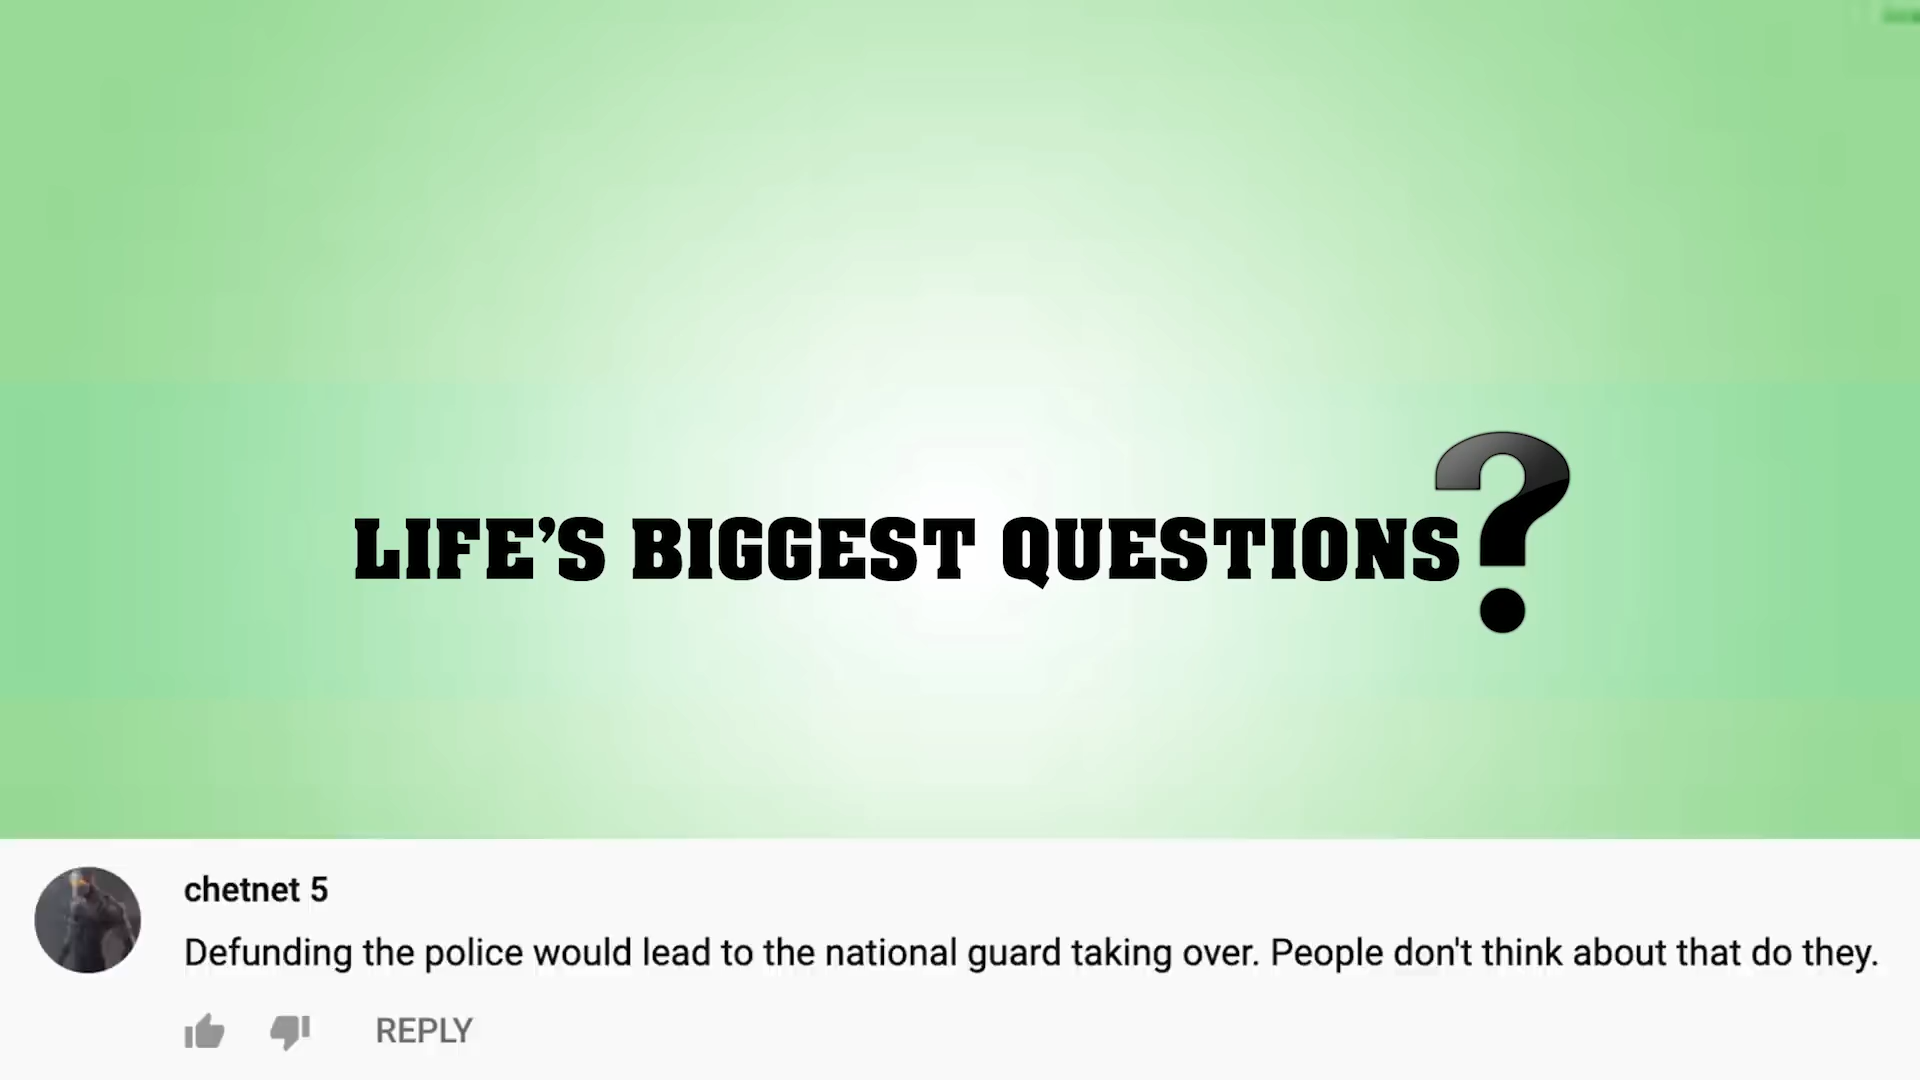 LIFE'S BIGGEST QUESTIONS?
chetnet 5
Defunding the police would lead to the national guard taking over. People don't think about that do they.
REPLY